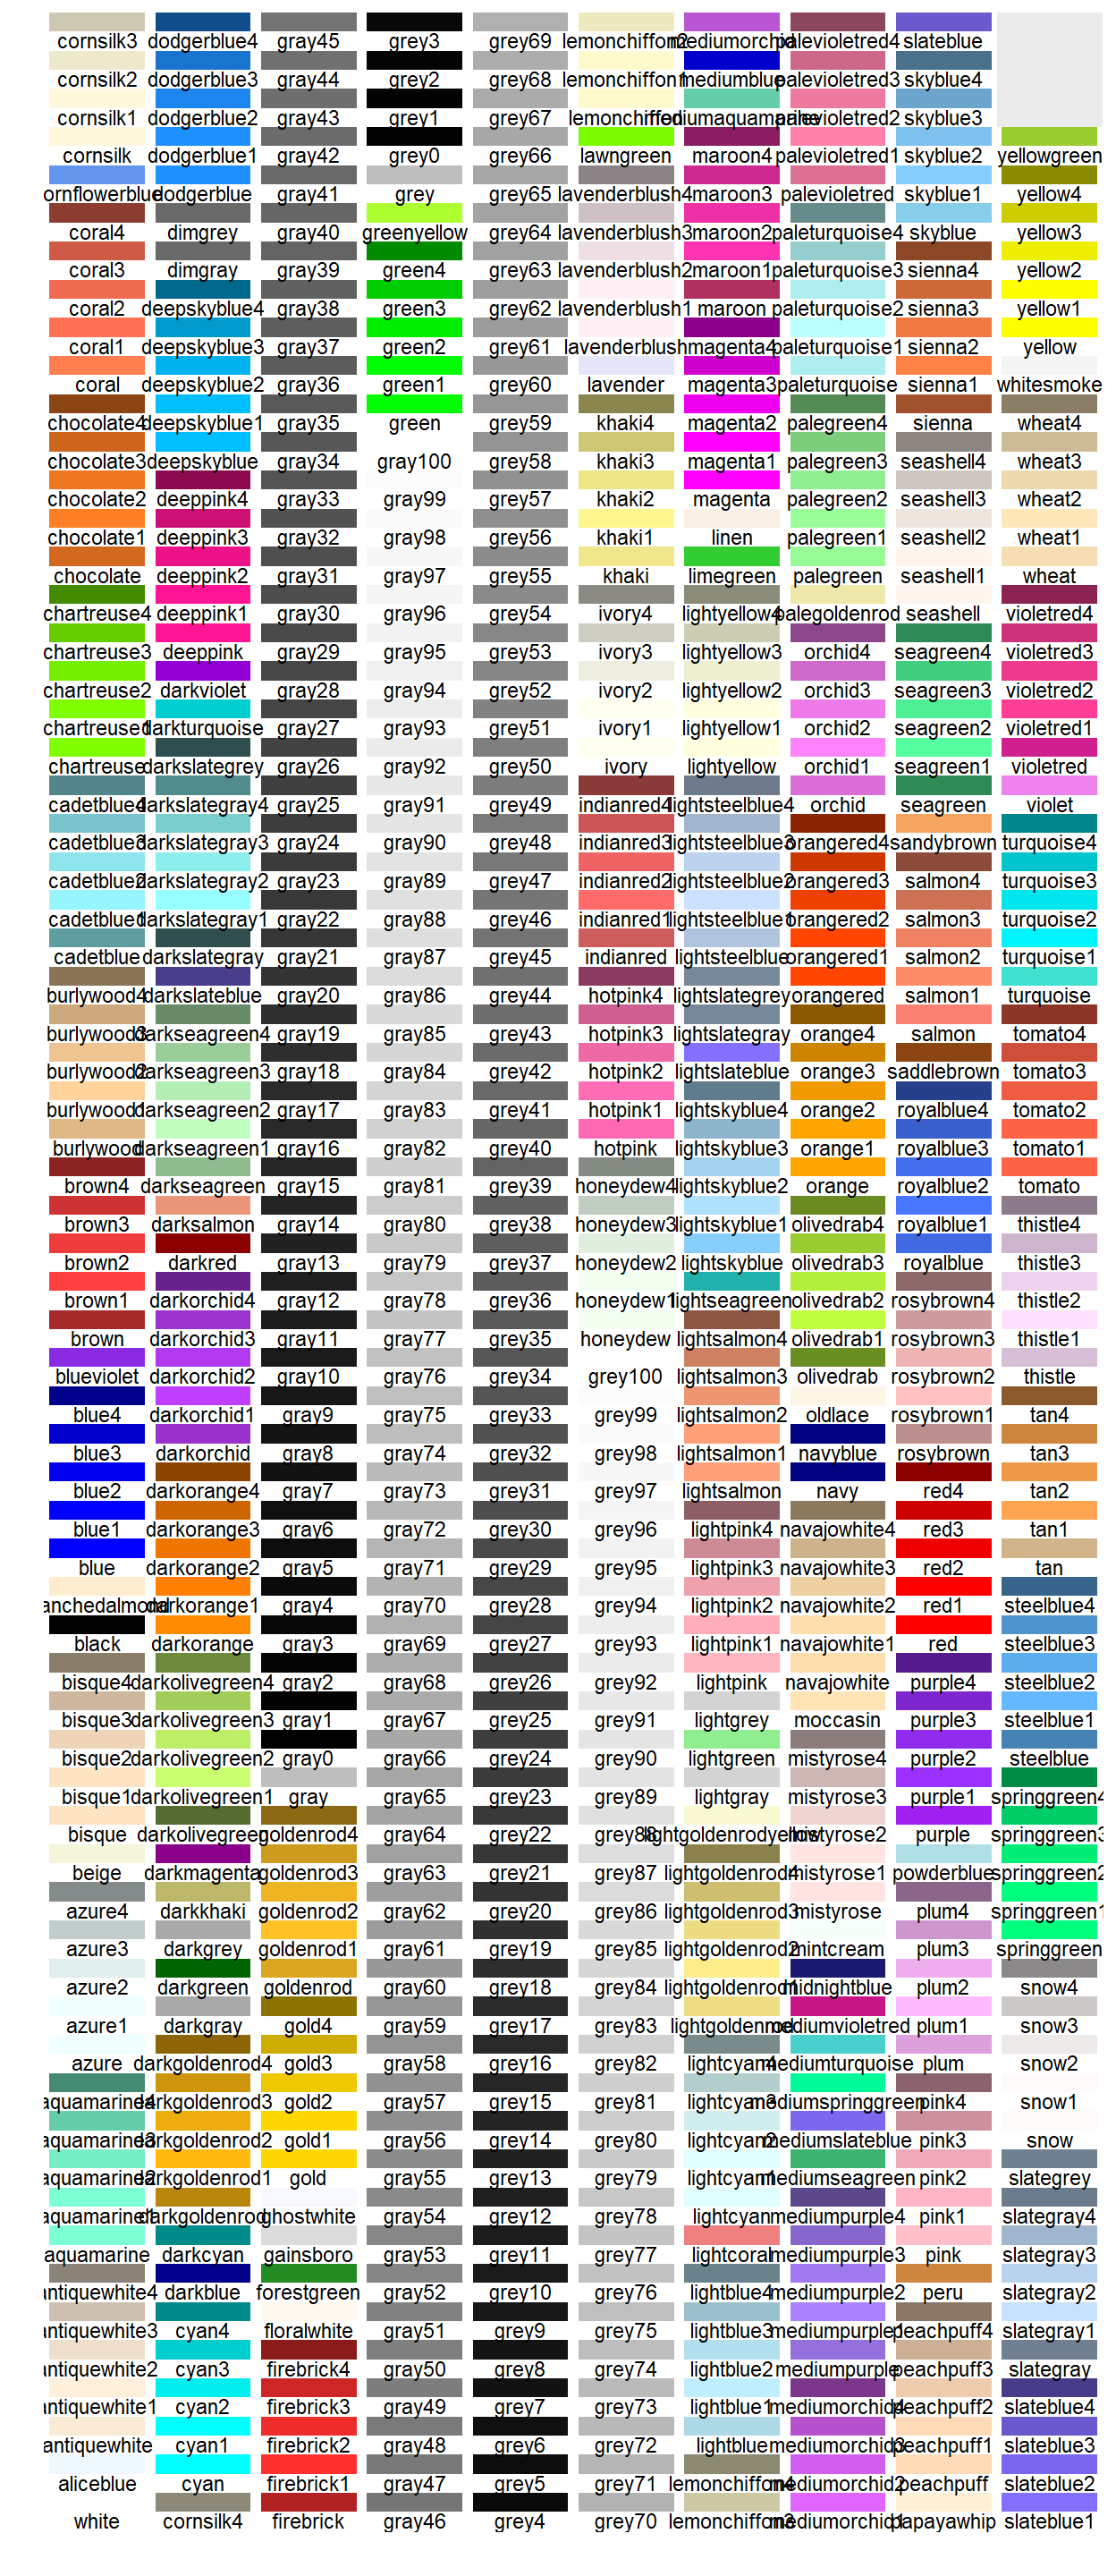 cornsilk3 dodgerblue4 gray45 grey3 grey69 lemonchiffon2 mediumorchid palevioletred4 slateblue
cornsilk2 dodgerblue3 gray44 grey2 grey68 lemonchiffon1 mediumblue palevioletred3 skyblue4
cornsilk1 dodgerblue2 gray43 grey1 grey67 lemonchiffon mediumaquamarine palevioletred2 skyblue3
cornsilk dodgerblue1 gray42 grey0 grey66 lawngreen maroon4 palevioletred1 skyblue2 yellowgreen
ornflowerblue dodgerblue gray41 grey grey65 lavenderblush4 maroon3 palevioletred skyblue1 yellow4
coral4 dimgrey gray40 greenyellow grey64 lavenderblush3 maroon2 paleturquoise4 skyblue yellow3
coral3 dimgray gray39 green4 grey63 lavenderblush2 maroon1 paleturquoise3 sienna4 yellow2
coral2 deepskyblue4 gray38 green3 grey62 lavenderblush1 maroon paleturquoise2 sienna3 yellow1
coral1 deepskyblue3 gray37 green2 grey61 lavenderblush magenta4 paleturquoise1 sienna2 yellow
coral deepskyblue2 gray36 green1 grey60 lavender magenta3 paleturquoise sienna1 whitesmoke
chocolate4 deepskyblue1 gray35 green grey59 khaki4 magenta2 palegreen4 sienna wheat4
chocolate3 deepskyblue gray34 gray100 grey58 khaki3 magenta1 palegreen3 seashell4 wheat3
chocolate2 deeppink4 gray33 gray99 grey57 khaki2 magenta palegreen2 seashell3 wheat2
chocolate1 deeppink3 gray32 gray98 grey56 khaki1 linen palegreen1 seashell2 wheat1
chocolate deeppink2 gray31 gray97 grey55 khaki limegreen palegreen seashell1 wheat
chartreuse4 deeppink1 gray30 gray96 grey54 ivory4 lightyellow4 palegoldenrod seashell violetred4
chartreuse3 deeppink gray29 gray95 grey53 ivory3 lightyellow3 orchid4 seagreen4 violetred3
chartreuse2 darkviolet gray28 gray94 grey52 ivory2 lightyellow2 orchid3 seagreen3 violetred2
chartreuse1 darkturquoise gray27 gray93 grey51 ivory1 lightyellow1 orchid2 seagreen2 violetred1
chartreuse darkslategrey gray26 gray92 grey50 ivory lightyellow orchid1 seagreen1 violetred
cadetblue4 darkslategray4 gray25 gray91 grey49 indianred4 lightsteelblue4 orchid seagreen violet
cadetblue3 darkslategray3 gray24 gray90 grey48 indianred3 lightsteelblue3 orangered4 sandybrown turquoise4
cadetblue2 darkslategray2 gray23 gray89 grey47 indianred2 lightsteelblue2 orangered3 salmon4 turquoise3
cadetblue1 darkslategray1 gray22 gray88 grey46 indianred1 lightsteelblue1 orangered2 salmon3 turquoise2
cadetblue darkslategray gray21 gray87 grey45 indianred lightsteelblue orangered1 salmon2 turquoise1
burlywood4 darkslateblue gray20 gray86 grey44 hotpink4 lightslategrey orangered salmon1 turquoise
burlywood3 darkseagreen4 gray19 gray85 grey43 hotpink3 lightslategray orange4 salmon tomato4
burlywood2 darkseagreen3 gray18 gray84 grey42 hotpink2 lightslateblue orange3 saddlebrown tomato3
burlywood1 darkseagreen2 gray17 gray83 grey41 hotpink1 lightskyblue4 orange2 royalblue4 tomato2
burlywood darkseagreen1 gray16 gray82 grey40 hotpink lightskyblue3 orange1 royalblue3 tomato1
brown4 darkseagreen gray15 gray81 grey39 honeydew4 lightskyblue2 orange royalblue2 tomato
brown3 darksalmon gray14 gray80 grey38 honeydew3 lightskyblue1 olivedrab4 royalblue1 thistle4
brown2 darkred gray13 gray79 grey37 honeydew2 lightskyblue olivedrab3 royalblue thistle3
brown1 darkorchid4 gray12 gray78 grey36 honeydew1 lightseagreen olivedrab2 rosybrown4 thistle2
brown darkorchid3 gray11 gray77 grey35 honeydew lightsalmon4 olivedrab1 rosybrown3 thistle1
blueviolet darkorchid2 gray10 gray76 grey34 grey100 lightsalmon3 olivedrab rosybrown2 thistle
blue4 darkorchid1 gray9 gray75 grey33 grey99 lightsalmon2 oldlace rosybrown1 tan4
blue3 darkorchid gray8 gray74 grey32 grey98 lightsalmon1 navyblue rosybrown tan3
blue2 darkorange4 gray7 gray73 grey31 grey97 lightsalmon navy red4 tan2
blue1 darkorange3 gray6 gray72 grey30 grey96 lightpink4 navajowhite4 red3 tan1
blue darkorange2 gray5 gray71 grey29 grey95 lightpink3 navajowhite3 red2 tan
anchedalmond darkorange1 gray4 gray70 grey28 grey94 lightpink2 navajowhite2 red1 steelblue4
black darkorange gray3 gray69 grey27 grey93 lightpink1 navajowhite1 red steelblue3
bisque4 darkolivegreen4 gray2 gray68 grey26 grey92 lightpink navajowhite purple4 steelblue2
bisque3 darkolivegreen3 gray1 gray67 grey25 grey91 lightgrey moccasin purple3 steelblue1
bisque2 darkolivegreen2 gray0 gray66 grey24 grey90 lightgreen mistyrose4 purple2 steelblue
bisque1 darkolivegreen1 gray gray65 grey23 grey89 lightgray mistyrose3 purple1 springgreen4
bisque darkolivegreen goldenrod4 gray64 grey22 grey88 lightgoldenrodyellow mistyrose2 purple springgreen3
beige darkmagenta goldenrod3 gray63 grey21 grey87 lightgoldenrod4 mistyrose1 powderblue springgreen2
azure4 darkkhaki goldenrod2 gray62 grey20 grey86 lightgoldenrod3 mistyrose plum4 springgreen1
azure3 darkgrey goldenrod1 gray61 grey19 grey85 lightgoldenrod2 mintcream plum3 springgreen
azure2 darkgreen goldenrod gray60 grey18 grey84 lightgoldenrod1 midnightblue plum2 snow4
azure1 darkgray gold4 gray59 grey17 grey83 lightgoldenrod mediumvioletred plum1 snow3
azure darkgoldenrod4 gold3 gray58 grey16 grey82 lightcyan4 mediumturquoise plum snow2
aquamarine4 darkgoldenrod3 gold2 gray57 grey15 grey81 lightcyan3 mediumspringgreen pink4 snow1
aquamarine3 darkgoldenrod2 gold1 gray56 grey14 grey80 lightcyan2 mediumslateblue pink3 snow
aquamarine2 darkgoldenrod1 gold gray55 grey13 grey79 lightcyan1 mediumseagreen pink2 slategrey
aquamarine1 darkgoldenrod ghostwhite gray54 grey12 grey78 lightcyan mediumpurple4 pink1 slategray4
aquamarine darkcyan gainsboro gray53 grey11 grey77 lightcoral mediumpurple3 pink slategray3
antiquewhite4 darkblue forestgreen gray52 grey10 grey76 lightblue4 mediumpurple2 peru slategray2
antiquewhite3 cyan4 floralwhite gray51 grey9 grey75 lightblue3 mediumpurple1 peachpuff4 slategray1
antiquewhite2 cyan3 firebrick4 gray50 grey8 grey74 lightblue2 mediumpurple peachpuff3 slategray
antiquewhite1 cyan2 firebrick3 gray49 grey7 grey73 lightblue1 mediumorchid4 peachpuff2 slateblue4
antiquewhite cyan1 firebrick2 gray48 grey6 grey72 lightblue mediumorchid3 peachpuff1 slateblue3
aliceblue cyan firebrick1 gray47 grey5 grey71 lemonchiffon4 mediumorchid2 peachpuff slateblue2
white cornsilk4 firebrick gray46 grey4 grey70 lemonchiffon3 mediumorchid1 papayawhip slateblue1